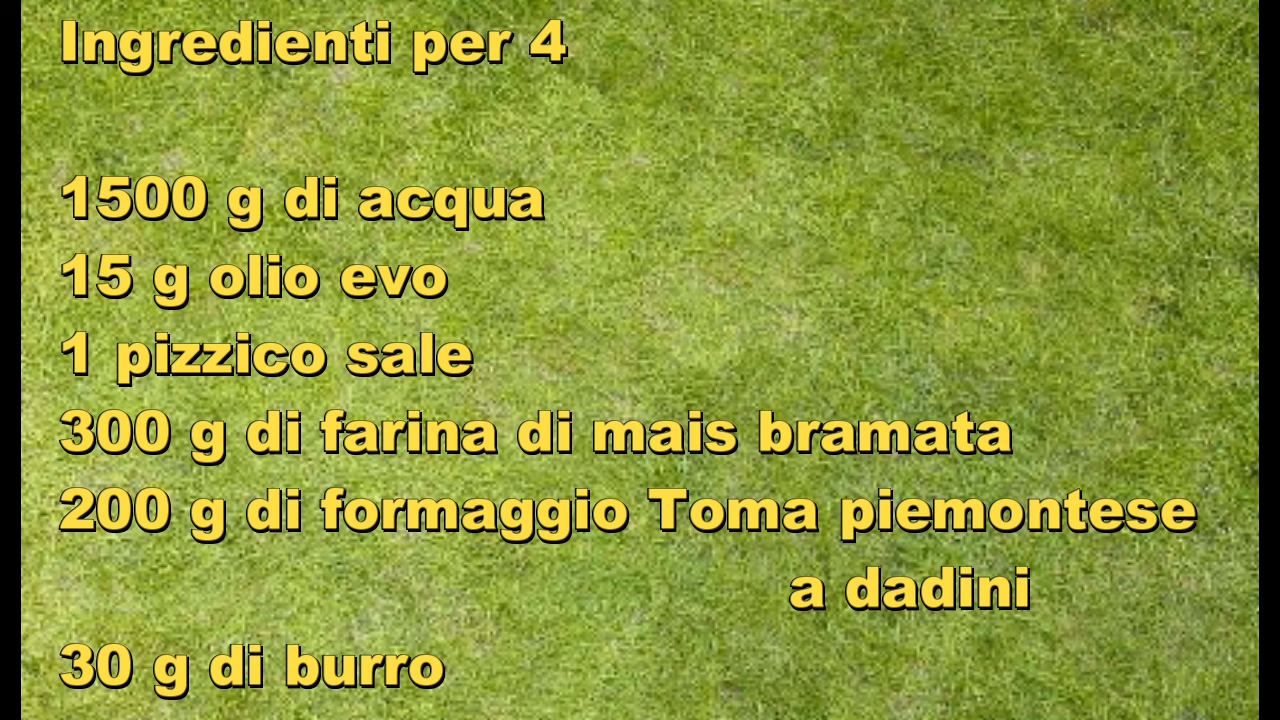 Ingredienti per 4
1500 g di acqua
15 g olio evo
1 pizzico sale
300 g di farina di mais bramata
200 g di formaggio Toma piemontese
a dadini
30 g di burro